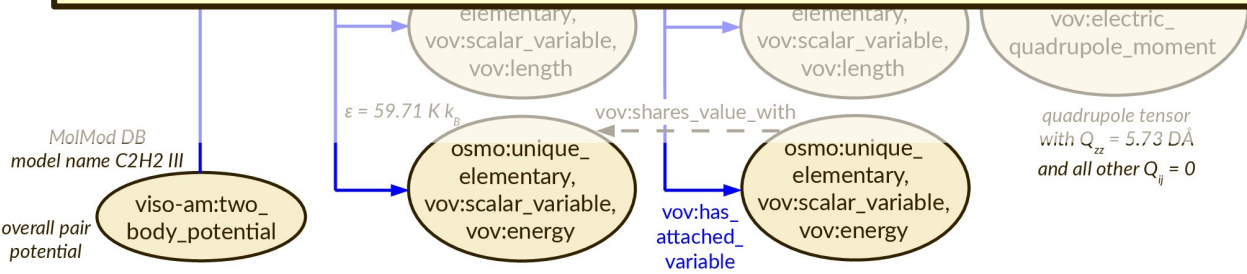 elementary,
vov:scalar_variable,
vov:length
elementary,
vov:scalar_variable,
vov:length
vov:electric_
quadrupole_moment
ε = 59.71 K k_B
vov:shares_value_with
quadrupole tensor
with Q_zz = 5.73 DÅ
and all other Q_ij = 0
MolMod DB
model name C2H2 III
viso-am:two_
body_potential
overall pair
potential
osmo:unique_
elementary,
vov:scalar_variable,
vov:energy
vov:has_
attached_
variable
osmo:unique_
elementary,
vov:scalar_variable,
vov:energy